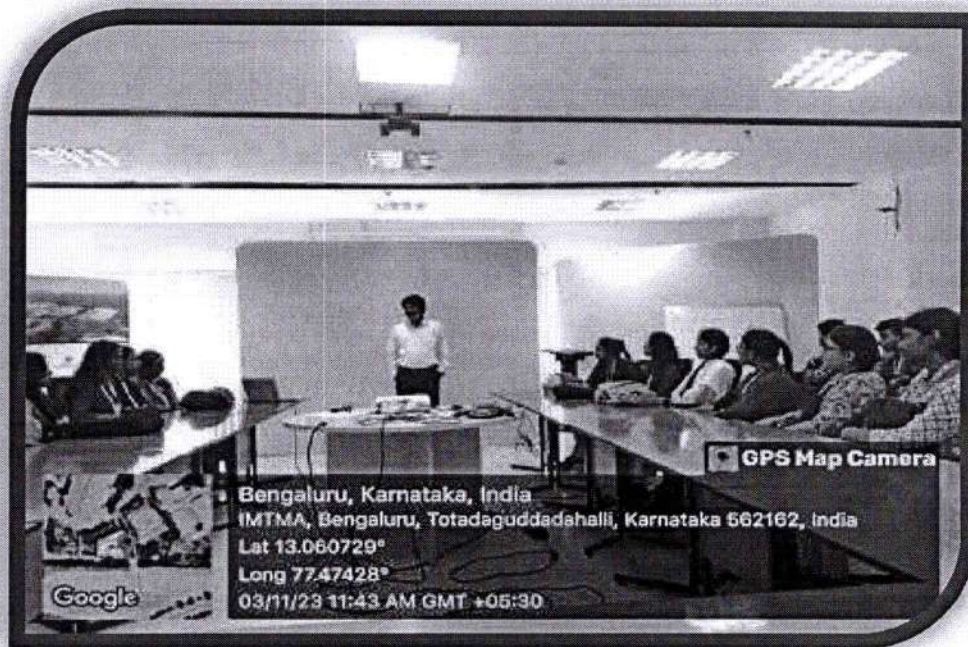 GPS Map Camera
Bengaluru, Karnataka, India
IMTMA, Bengaluru, Totadaguddadahalli, Karnataka 562162, India
Lat 13.060729°
Long 77.47428°
03/11/23 11:43 AM GMT +05:30
Google